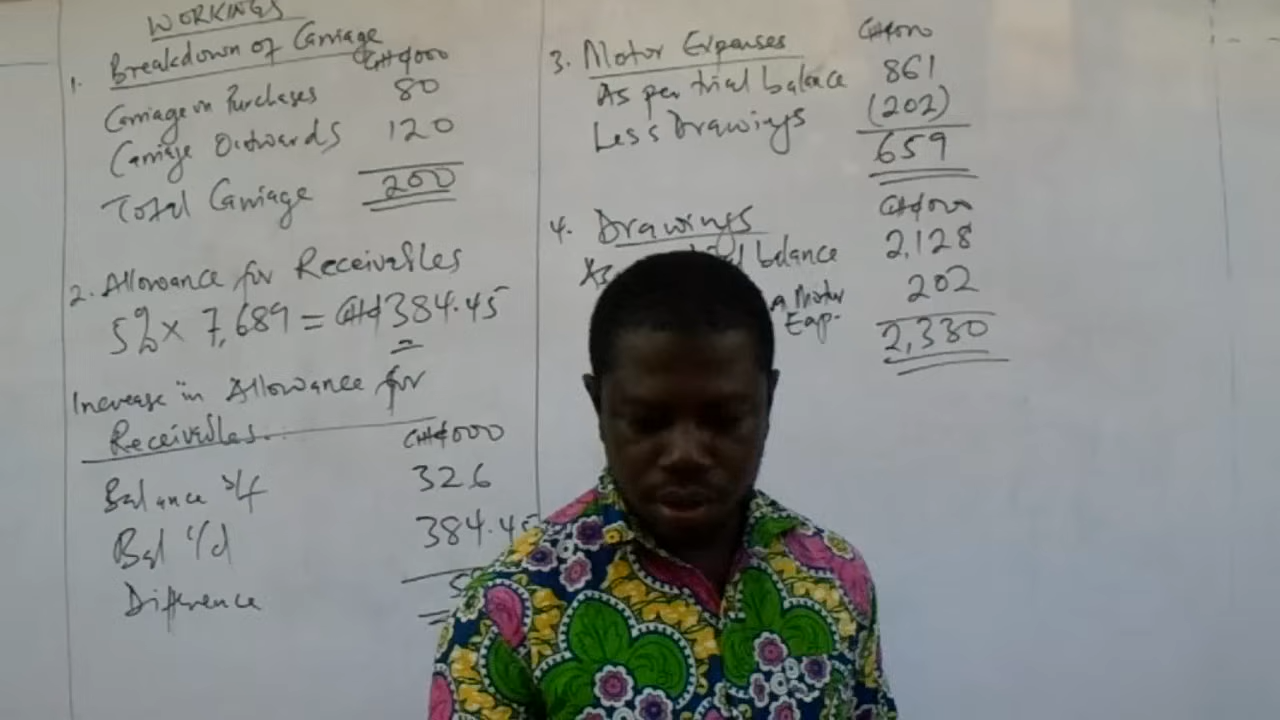 WORKINGS
1. Breakdown of Carriage
GH¢000
Carriage on Purchases 80
Carriage Outwards 120
Total Carriage 200
2. Allowance for Receivables
5% x 7,689 = GH¢384.45
Increase in Allowance for
Receivables.
GH¢000
Balance b/f 326
Bal c/d 384.45
Difference
3. Motor Expenses
GH¢000
As per trial balance 861
Less Drawings (202)
659
GH¢000
4. Drawings
As balance 2,128
Motor 202
Exp.
2,330